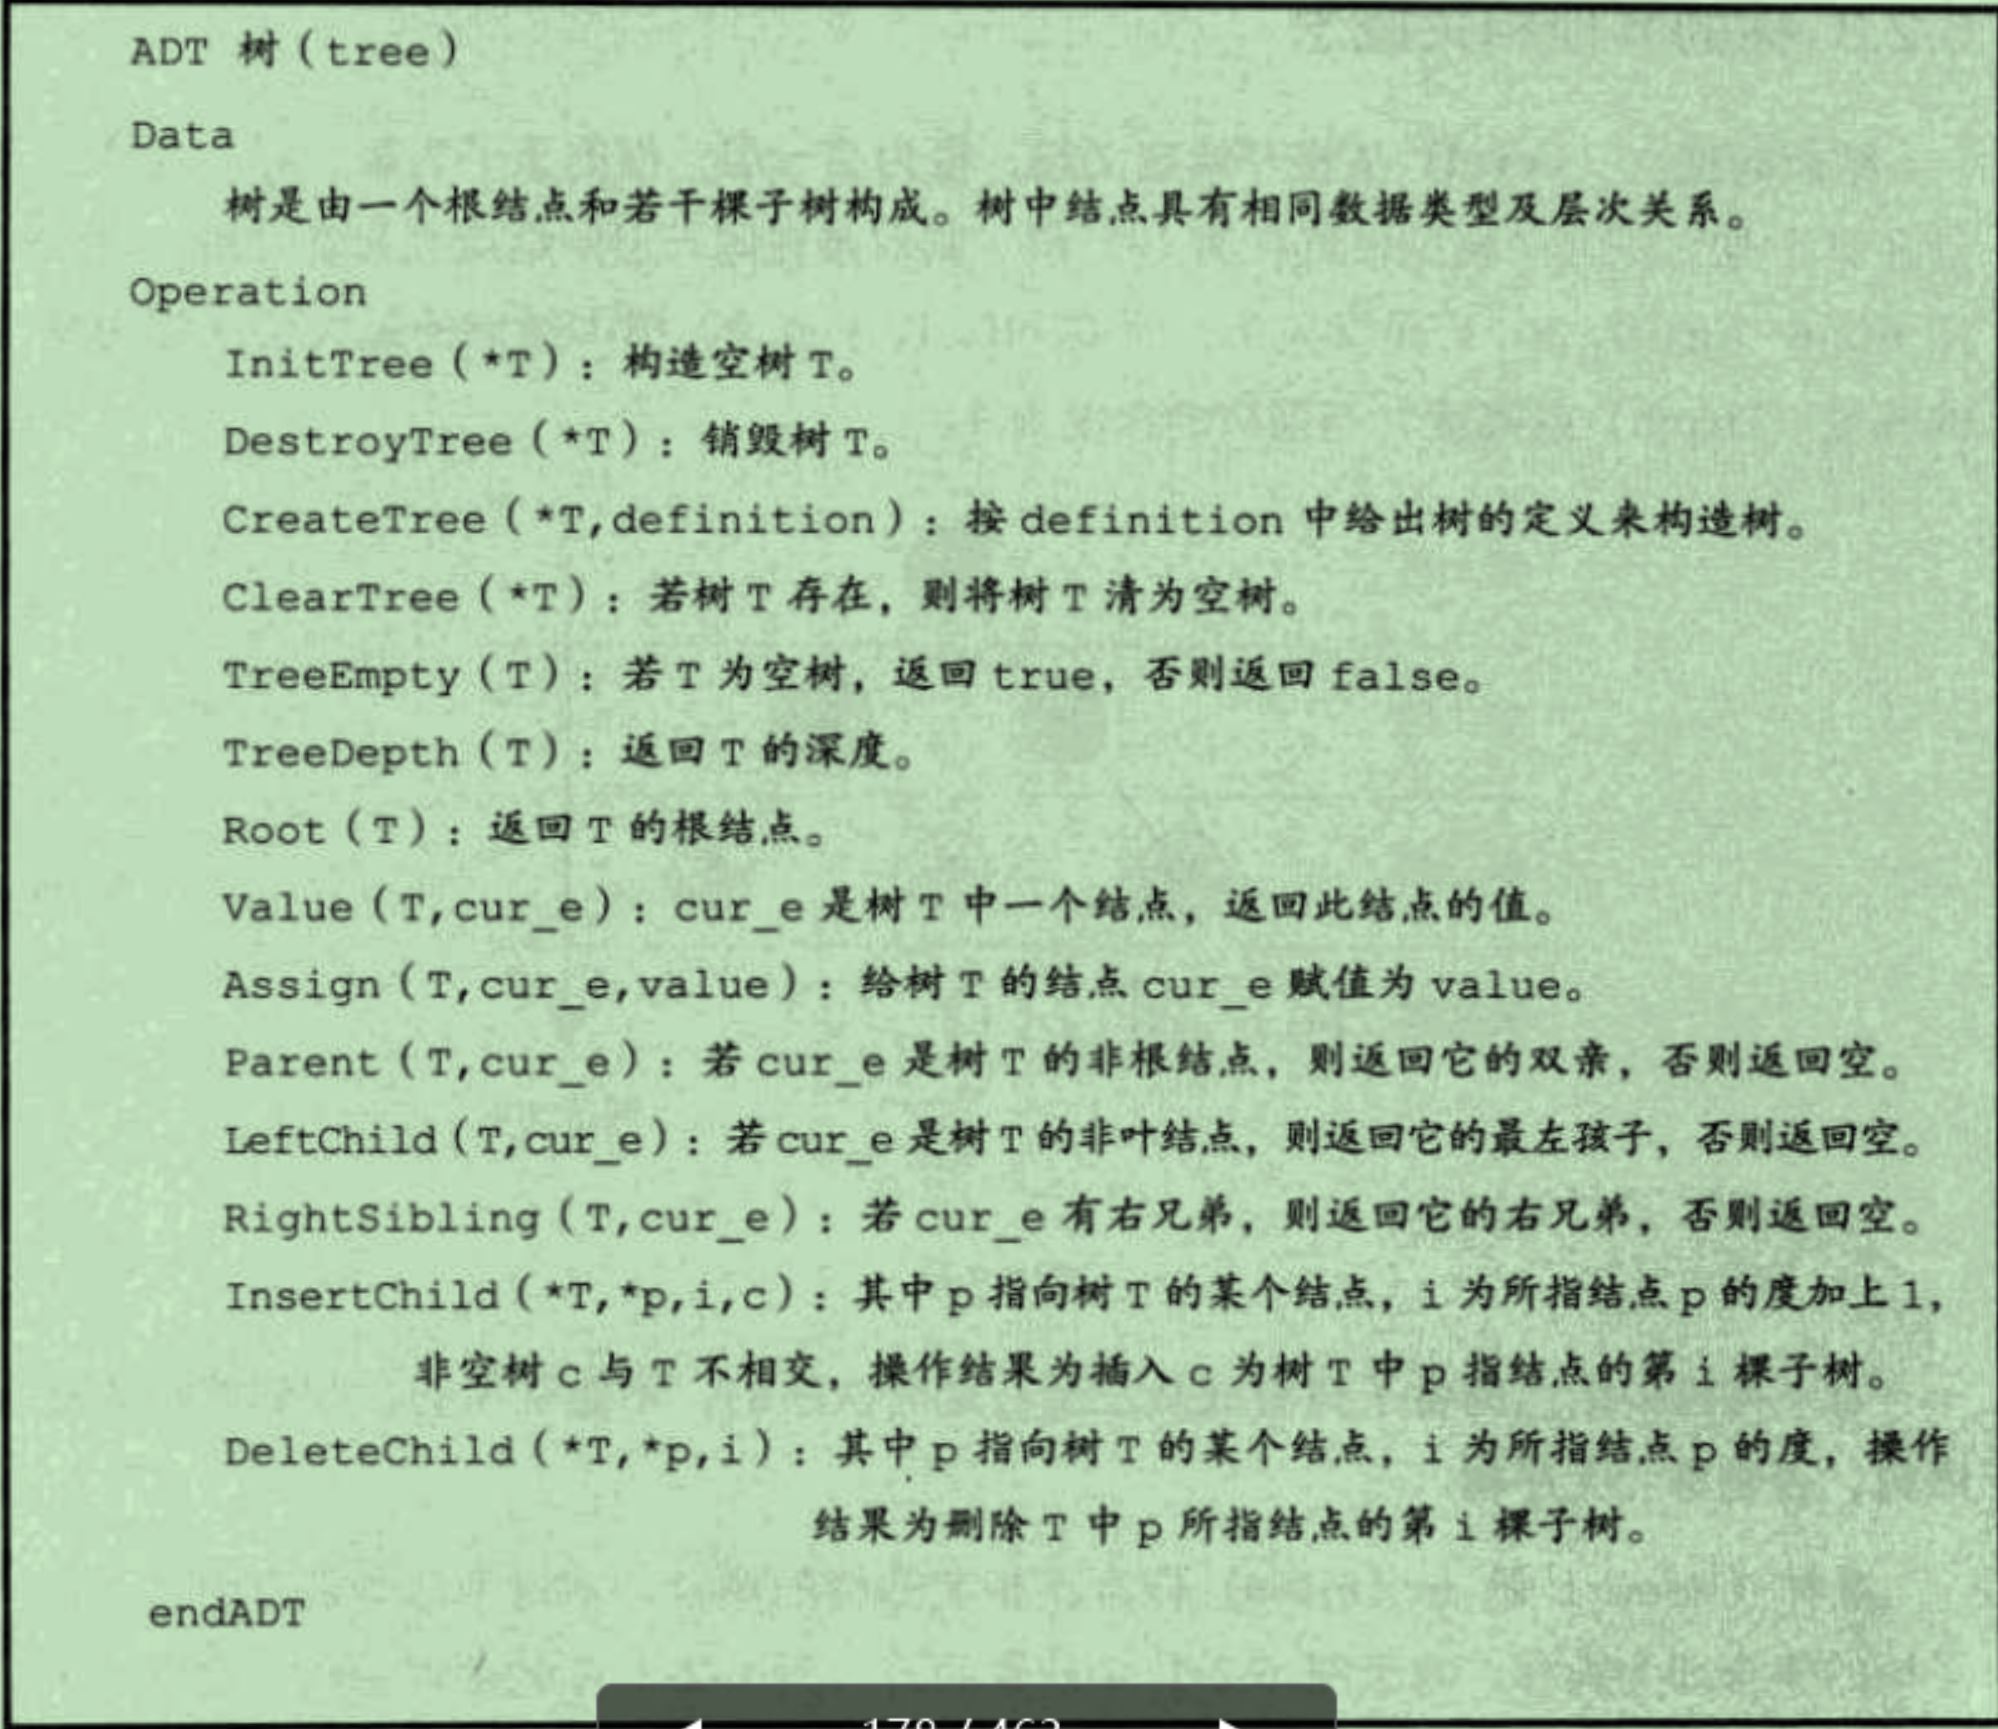 ADT 树（tree）
Data
树是由一个根结点和若干棵子树构成。树中结点具有相同数据类型及层次关系。
Operation
InitTree（*T）：构造空树 T。
DestroyTree（*T）：销毁树 T。
CreateTree（*T,definition）：按 definition 中给出树的定义来构造树。
ClearTree（*T）：若树 T 存在，则将树 T 清为空树。
TreeEmpty（T）：若 T 为空树，返回 true，否则返回 false。
TreeDepth（T）：返回 T 的深度。
Root（T）：返回 T 的根结点。
Value（T,cur_e）：cur_e 是树 T 中一个结点，返回此结点的值。
Assign（T,cur_e,value）：给树 T 的结点 cur_e 赋值为 value。
Parent（T,cur_e）：若 cur_e 是树 T 的非根结点，则返回它的双亲，否则返回空。
LeftChild（T,cur_e）：若 cur_e 是树 T 的非叶结点，则返回它的最左孩子，否则返回空。
RightSibling（T,cur_e）：若 cur_e 有右兄弟，则返回它的右兄弟，否则返回空。
InsertChild（*T,*p,i,c）：其中 p 指向树 T 的某个结点，i 为所指结点 p 的度加上 1，
非空树 c 与 T 不相交，操作结果为插入 c 为树 T 中 p 指结点的第 i 棵子树。
DeleteChild（*T,*p,i）：其中 p 指向树 T 的某个结点，i 为所指结点 p 的度，操作
结果为删除 T 中 p 所指结点的第 i 棵子树。
endADT